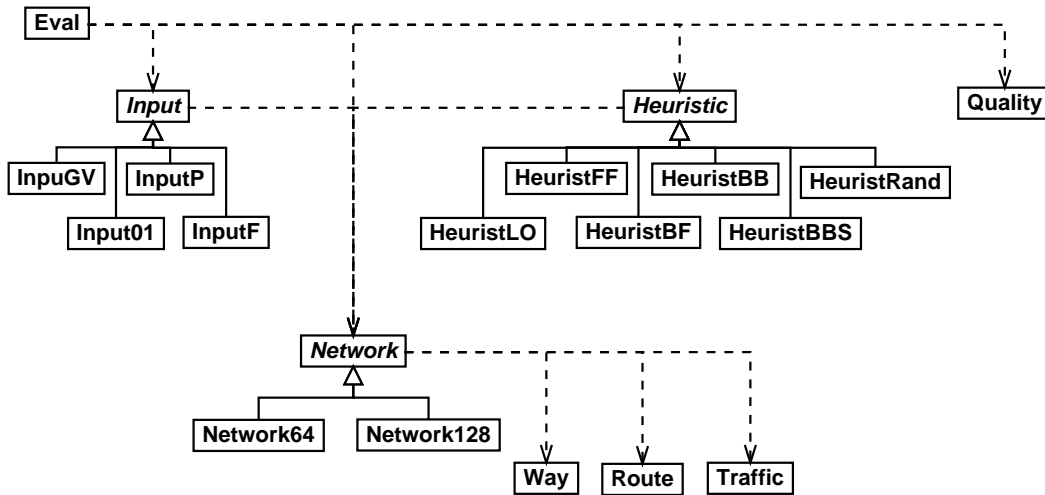 Eval
Input
Heuristic
Quality
InpuGV
InputP
HeuristFF
HeuristBB
HeuristRand
Input01
InputF
HeuristLO
HeuristBF
HeuristBBS
Network
Network64
Network128
Way
Route
Traffic